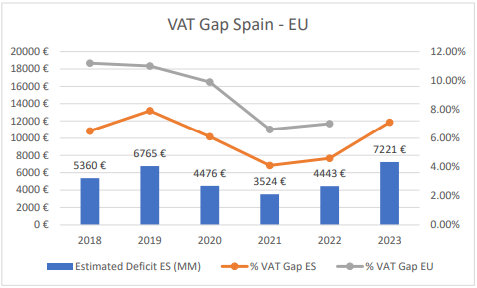 VAT Gap Spain - EU
20000 € 12.00%
18000 € 10.00%
16000 €
14000 € 8.00%
12000 €
10000 € 6.00%
8000 € 4.00%
6000 €
4000 € 2.00%
2000 €
0 € 0.00%
5360 € 6765 € 4476 € 3524 € 4443 € 7221 €
2018 2019 2020 2021 2022 2023
Estimated Deficit ES (MM) % VAT Gap ES % VAT Gap EU